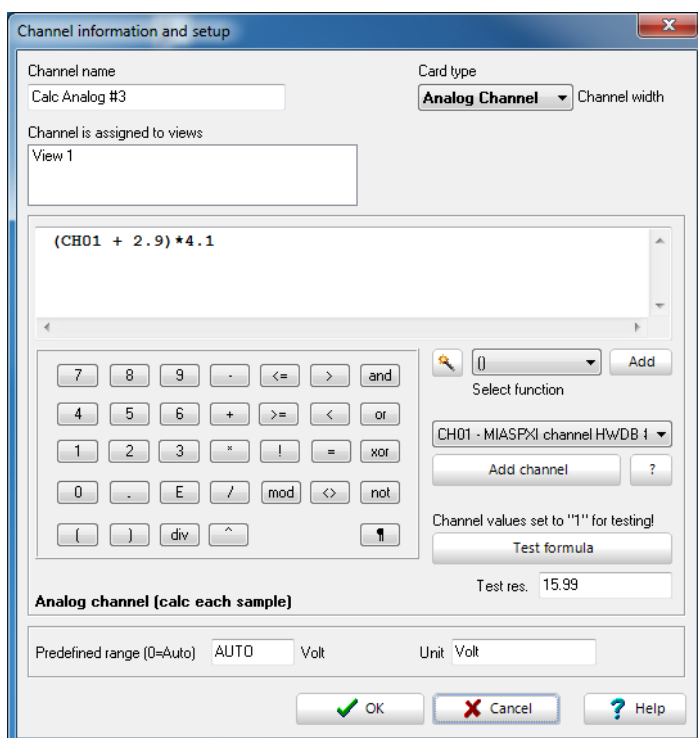 Channel information and setup
Channel name
Card type
Calc Analog #3
Analog Channel
Channel width
Channel is assigned to views
View 1
(CH01 + 2.9)*4.1
7 8 9 - <= > and
() Add
Select function
4 5 6 + >= < or
CH01 - MIASPXI channel HWDB
1 2 3 * ! = xor
Add channel ?
0 . E / mod <> not
Channel values set to "1" for testing!
( ) div ^ ¶
Test formula
Test res. 15.99
Analog channel (calc each sample)
Predefined range (0=Auto) AUTO Volt Unit Volt
OK Cancel ? Help